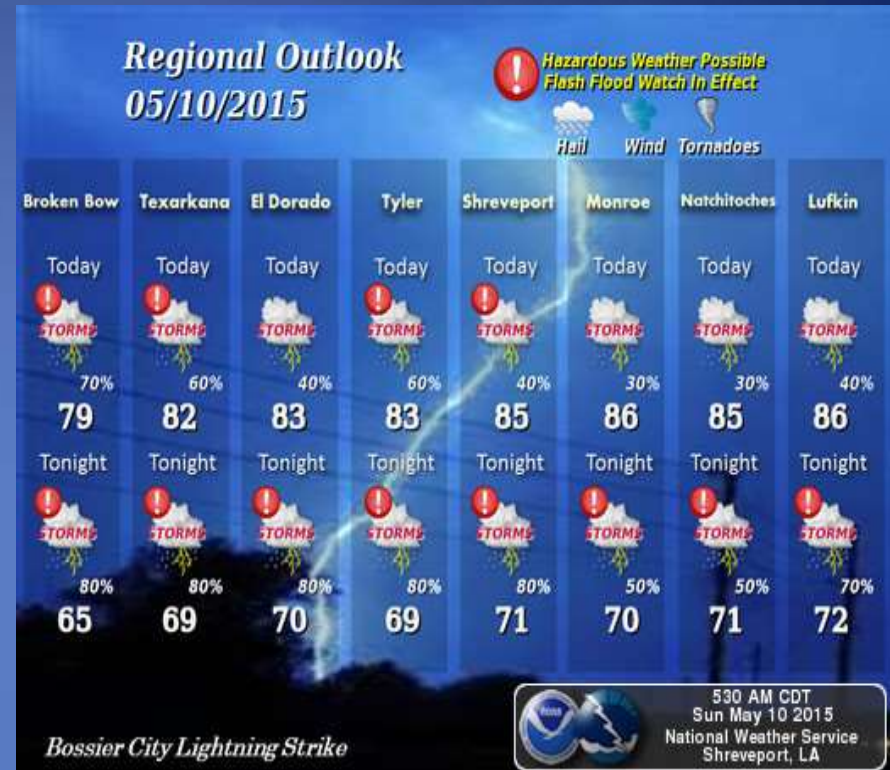 Regional Outlook
05/10/2015
Hazardous Weather Possible
Flash Flood Watch In Effect
Hail Wind Tornadoes
Broken Bow Texarkana El Dorado Tyler Shreveport Monroe Natchitoches Lufkin
Today Today Today Today Today Today Today Today
STORMS STORMS STORMS STORMS STORMS STORMS STORMS STORMS
70% 60% 40% 60% 40% 30% 30% 40%
79 82 83 83 85 86 85 86
Tonight Tonight Tonight Tonight Tonight Tonight Tonight Tonight
STORMS STORMS STORMS STORMS STORMS STORMS STORMS STORMS
80% 80% 80% 80% 80% 50% 50% 70%
65 69 70 69 71 70 71 72
Bossier City Lightning Strike
530 AM CDT
Sun May 10 2015
National Weather Service
Shreveport, LA